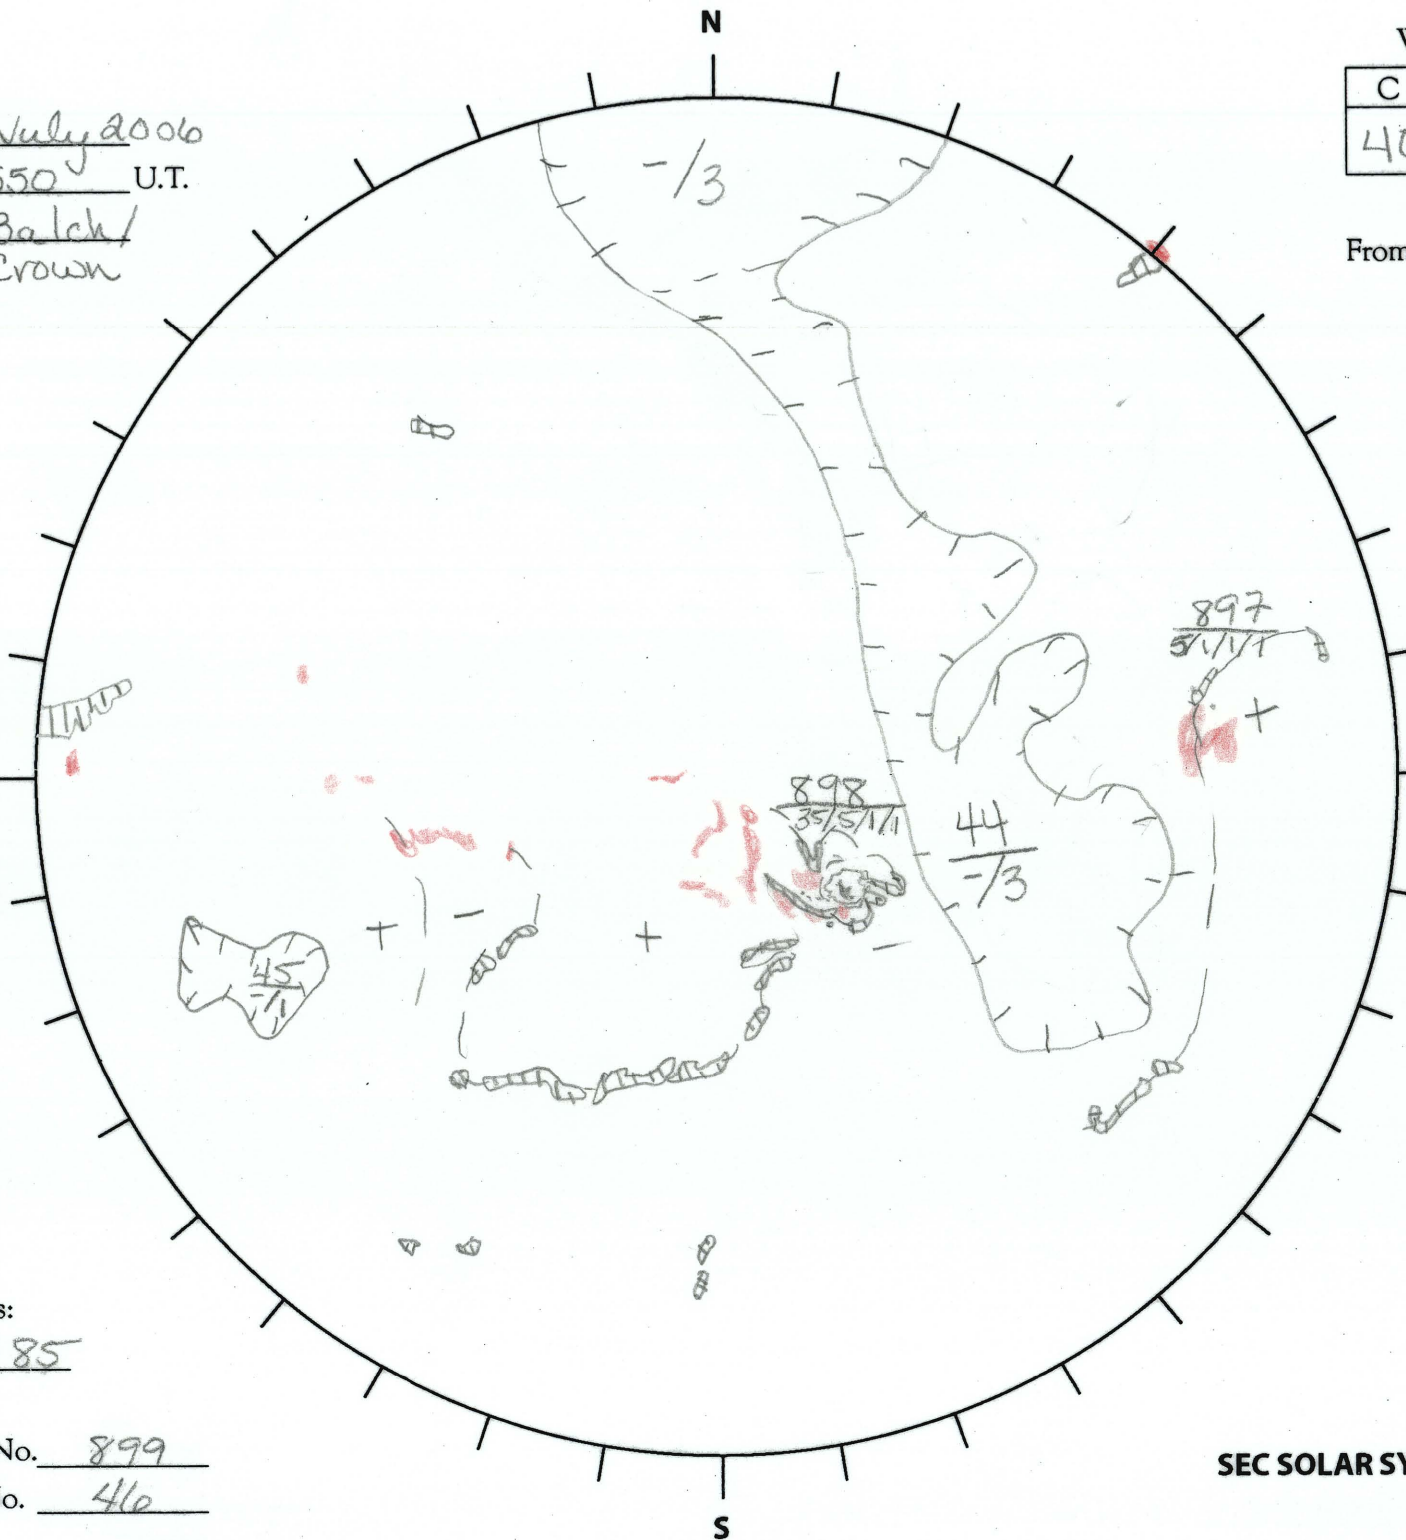 N
July 2006
550 U.T.
Balch/
Crown
C
40
From
-/3
897
5/1/1/1
+
898
35/5/1/1
44
-/3
+
-
+
-
45
-/1
s:
85
No. 899
o. 46
SEC SOLAR SY
S